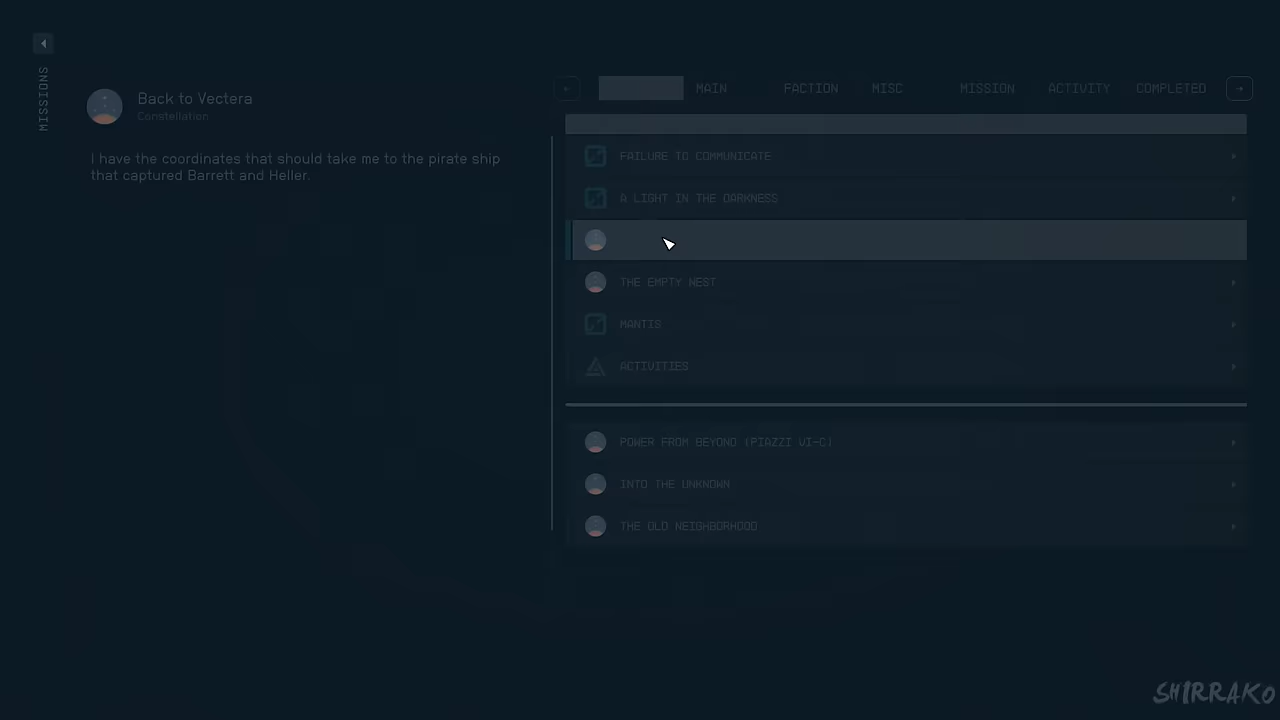 MISSIONS
Back to Vectera
Constellation
I have the coordinates that should take me to the pirate ship
that captured Barrett and Heller.
MAIN FACTION MISC MISSION ACTIVITY COMPLETED
FAILURE TO COMMUNICATE
A LIGHT IN THE DARKNESS
THE EMPTY NEST
MANTIS
ACTIVITIES
POWER FROM BEYOND (PIAZZI VI-C)
INTO THE UNKNOWN
THE OLD NEIGHBORHOOD
SHIRRAKO